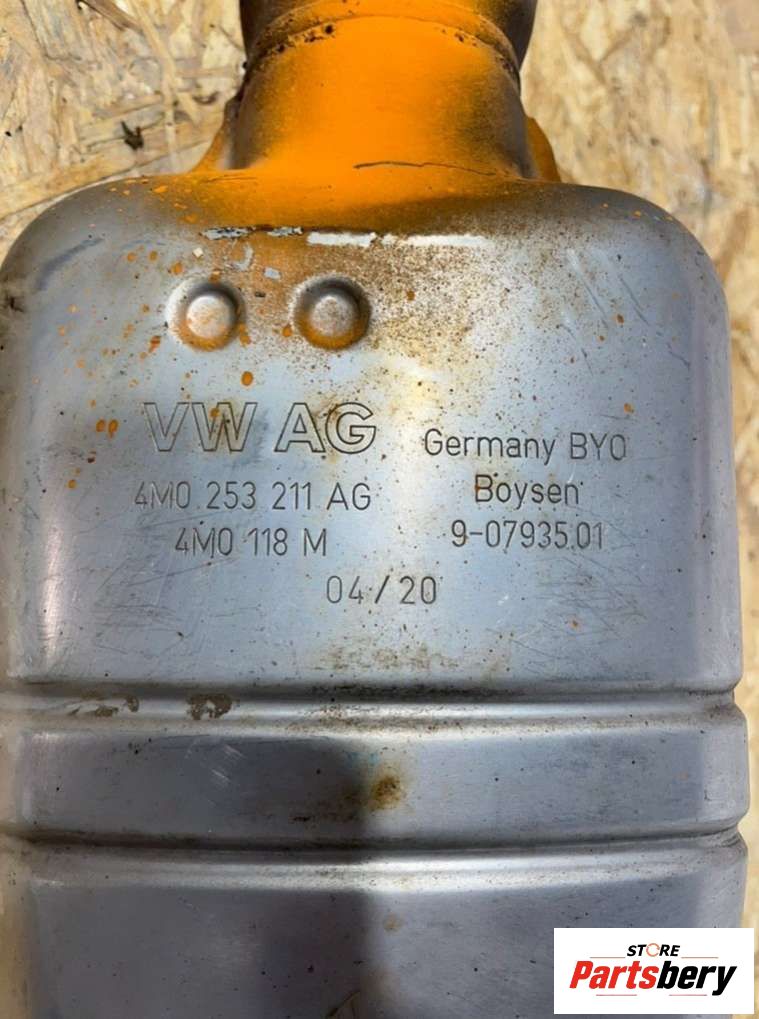 VW AG
4M0 253 211 AG
4M0 118 M
Germany BYO
Boysen
9-07935.01
04/20
STORE
Partsbery